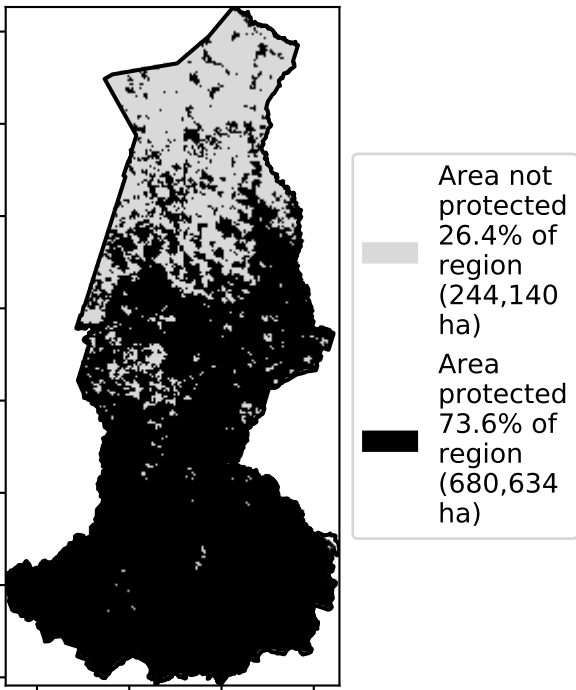 Area not
protected
26.4% of
region
(244,140
ha)
Area
protected
73.6% of
region
(680,634
ha)